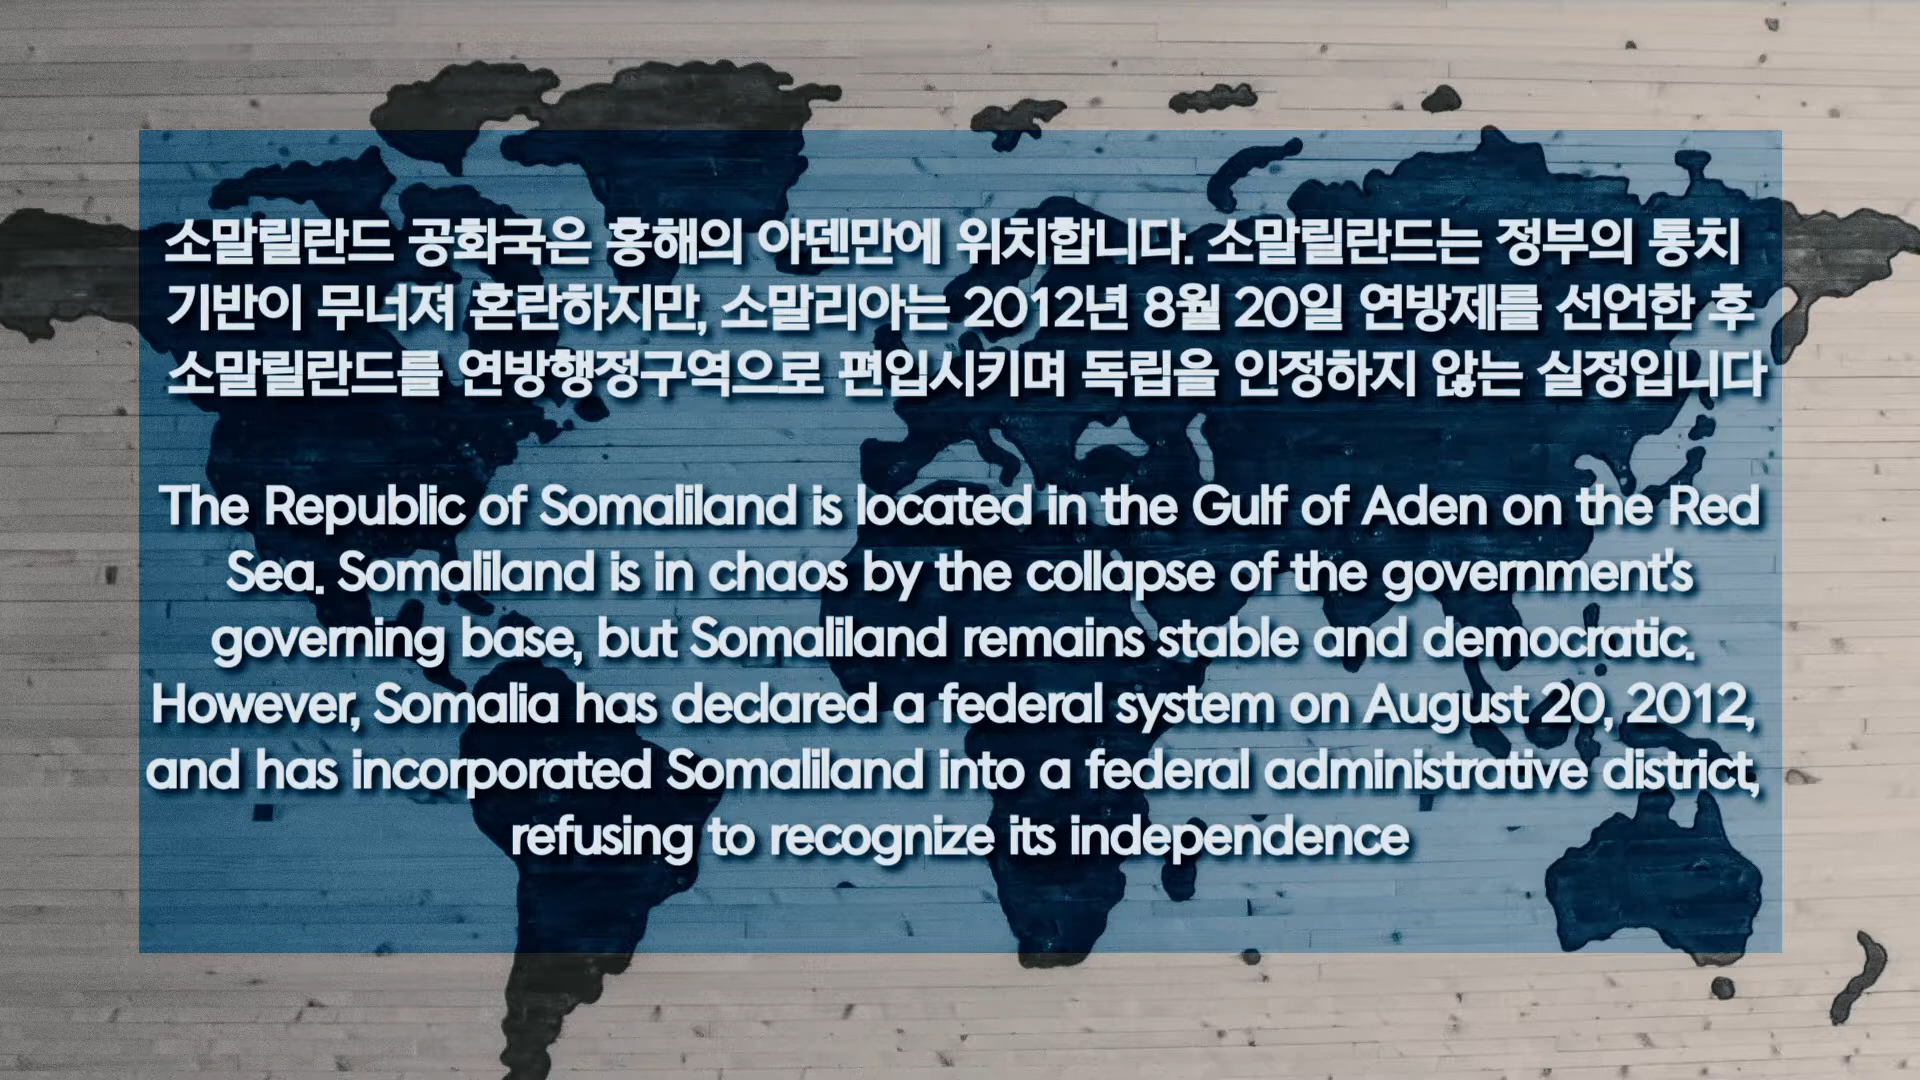 소말릴란드 공화국은 홍해의 아덴만에 위치합니다. 소말릴란드는 정부의 통치
기반이 무너져 혼란하지만, 소말리아는 2012년 8월 20일 연방제를 선언한 후
소말릴란드를 연방행정구역으로 편입시키며 독립을 인정하지 않는 실정입니다
The Republic of Somaliland is located in the Gulf of Aden on the Red
Sea. Somaliland is in chaos by the collapse of the government's
governing base, but Somaliland remains stable and democratic.
However, Somalia has declared a federal system on August 20, 2012,
and has incorporated Somaliland into a federal administrative district,
refusing to recognize its independence